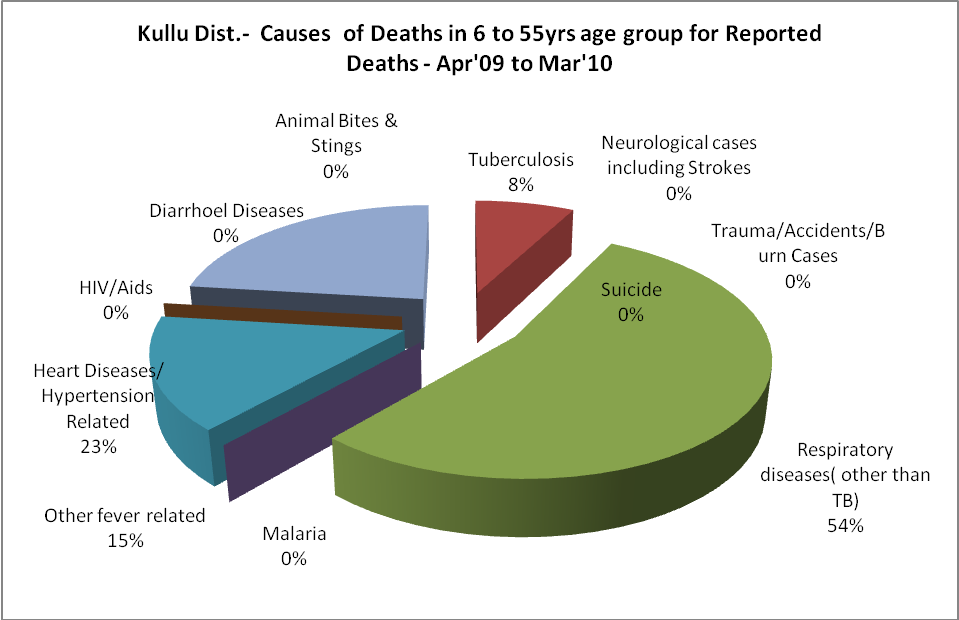 Kullu Dist.-  Causes  of Deaths in 6 to 55yrs age group for Reported
Deaths - Apr'09 to Mar'10
Animal Bites &
Stings
0%
Tuberculosis
8%
Neurological cases
including Strokes
0%
Diarrhoel Diseases
0%
Trauma/Accidents/B
urn Cases
0%
HIV/Aids
0%
Suicide
0%
Heart Diseases/
Hypertension
Related
23%
Respiratory
diseases( other than
TB)
54%
Other fever related
15%
Malaria
0%